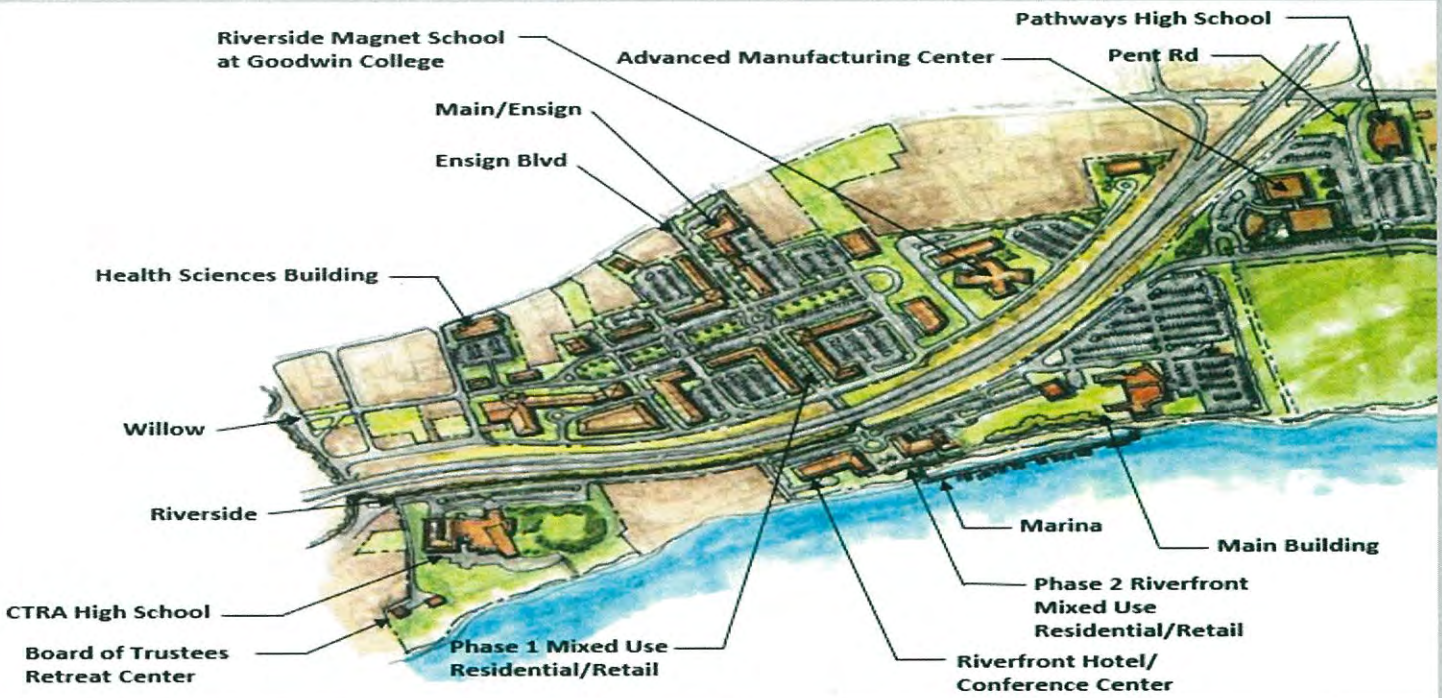 Pathways High School
Riverside Magnet School
at Goodwin College
Advanced Manufacturing Center
Pent Rd
Main/Ensign
Ensign Blvd
Health Sciences Building
Willow
Riverside
Marina
Main Building
CTRA High School
Phase 2 Riverfront
Mixed Use
Residential/Retail
Board of Trustees
Retreat Center
Phase 1 Mixed Use
Residential/Retail
Riverfront Hotel/
Conference Center